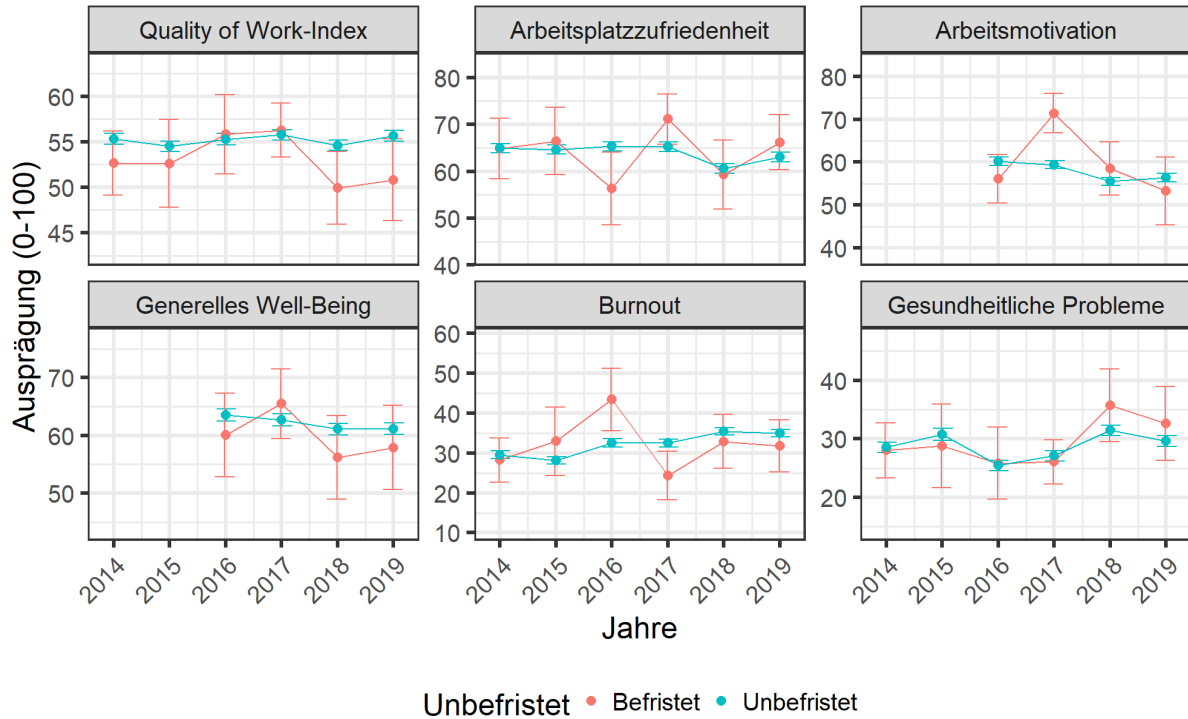 Quality of Work-Index
Arbeitsplatzzufriedenheit
Arbeitsmotivation
60
55
50
45
80
70
60
50
40
80
70
60
50
40
Ausprägung (0-100)
Generelles Well-Being
Burnout
Gesundheitliche Probleme
70
60
50
60
50
40
30
20
10
40
30
20
2014 2015 2016 2017 2018 2019
2014 2015 2016 2017 2018 2019
2014 2015 2016 2017 2018 2019
Jahre
Unbefristet Befristet Unbefristet